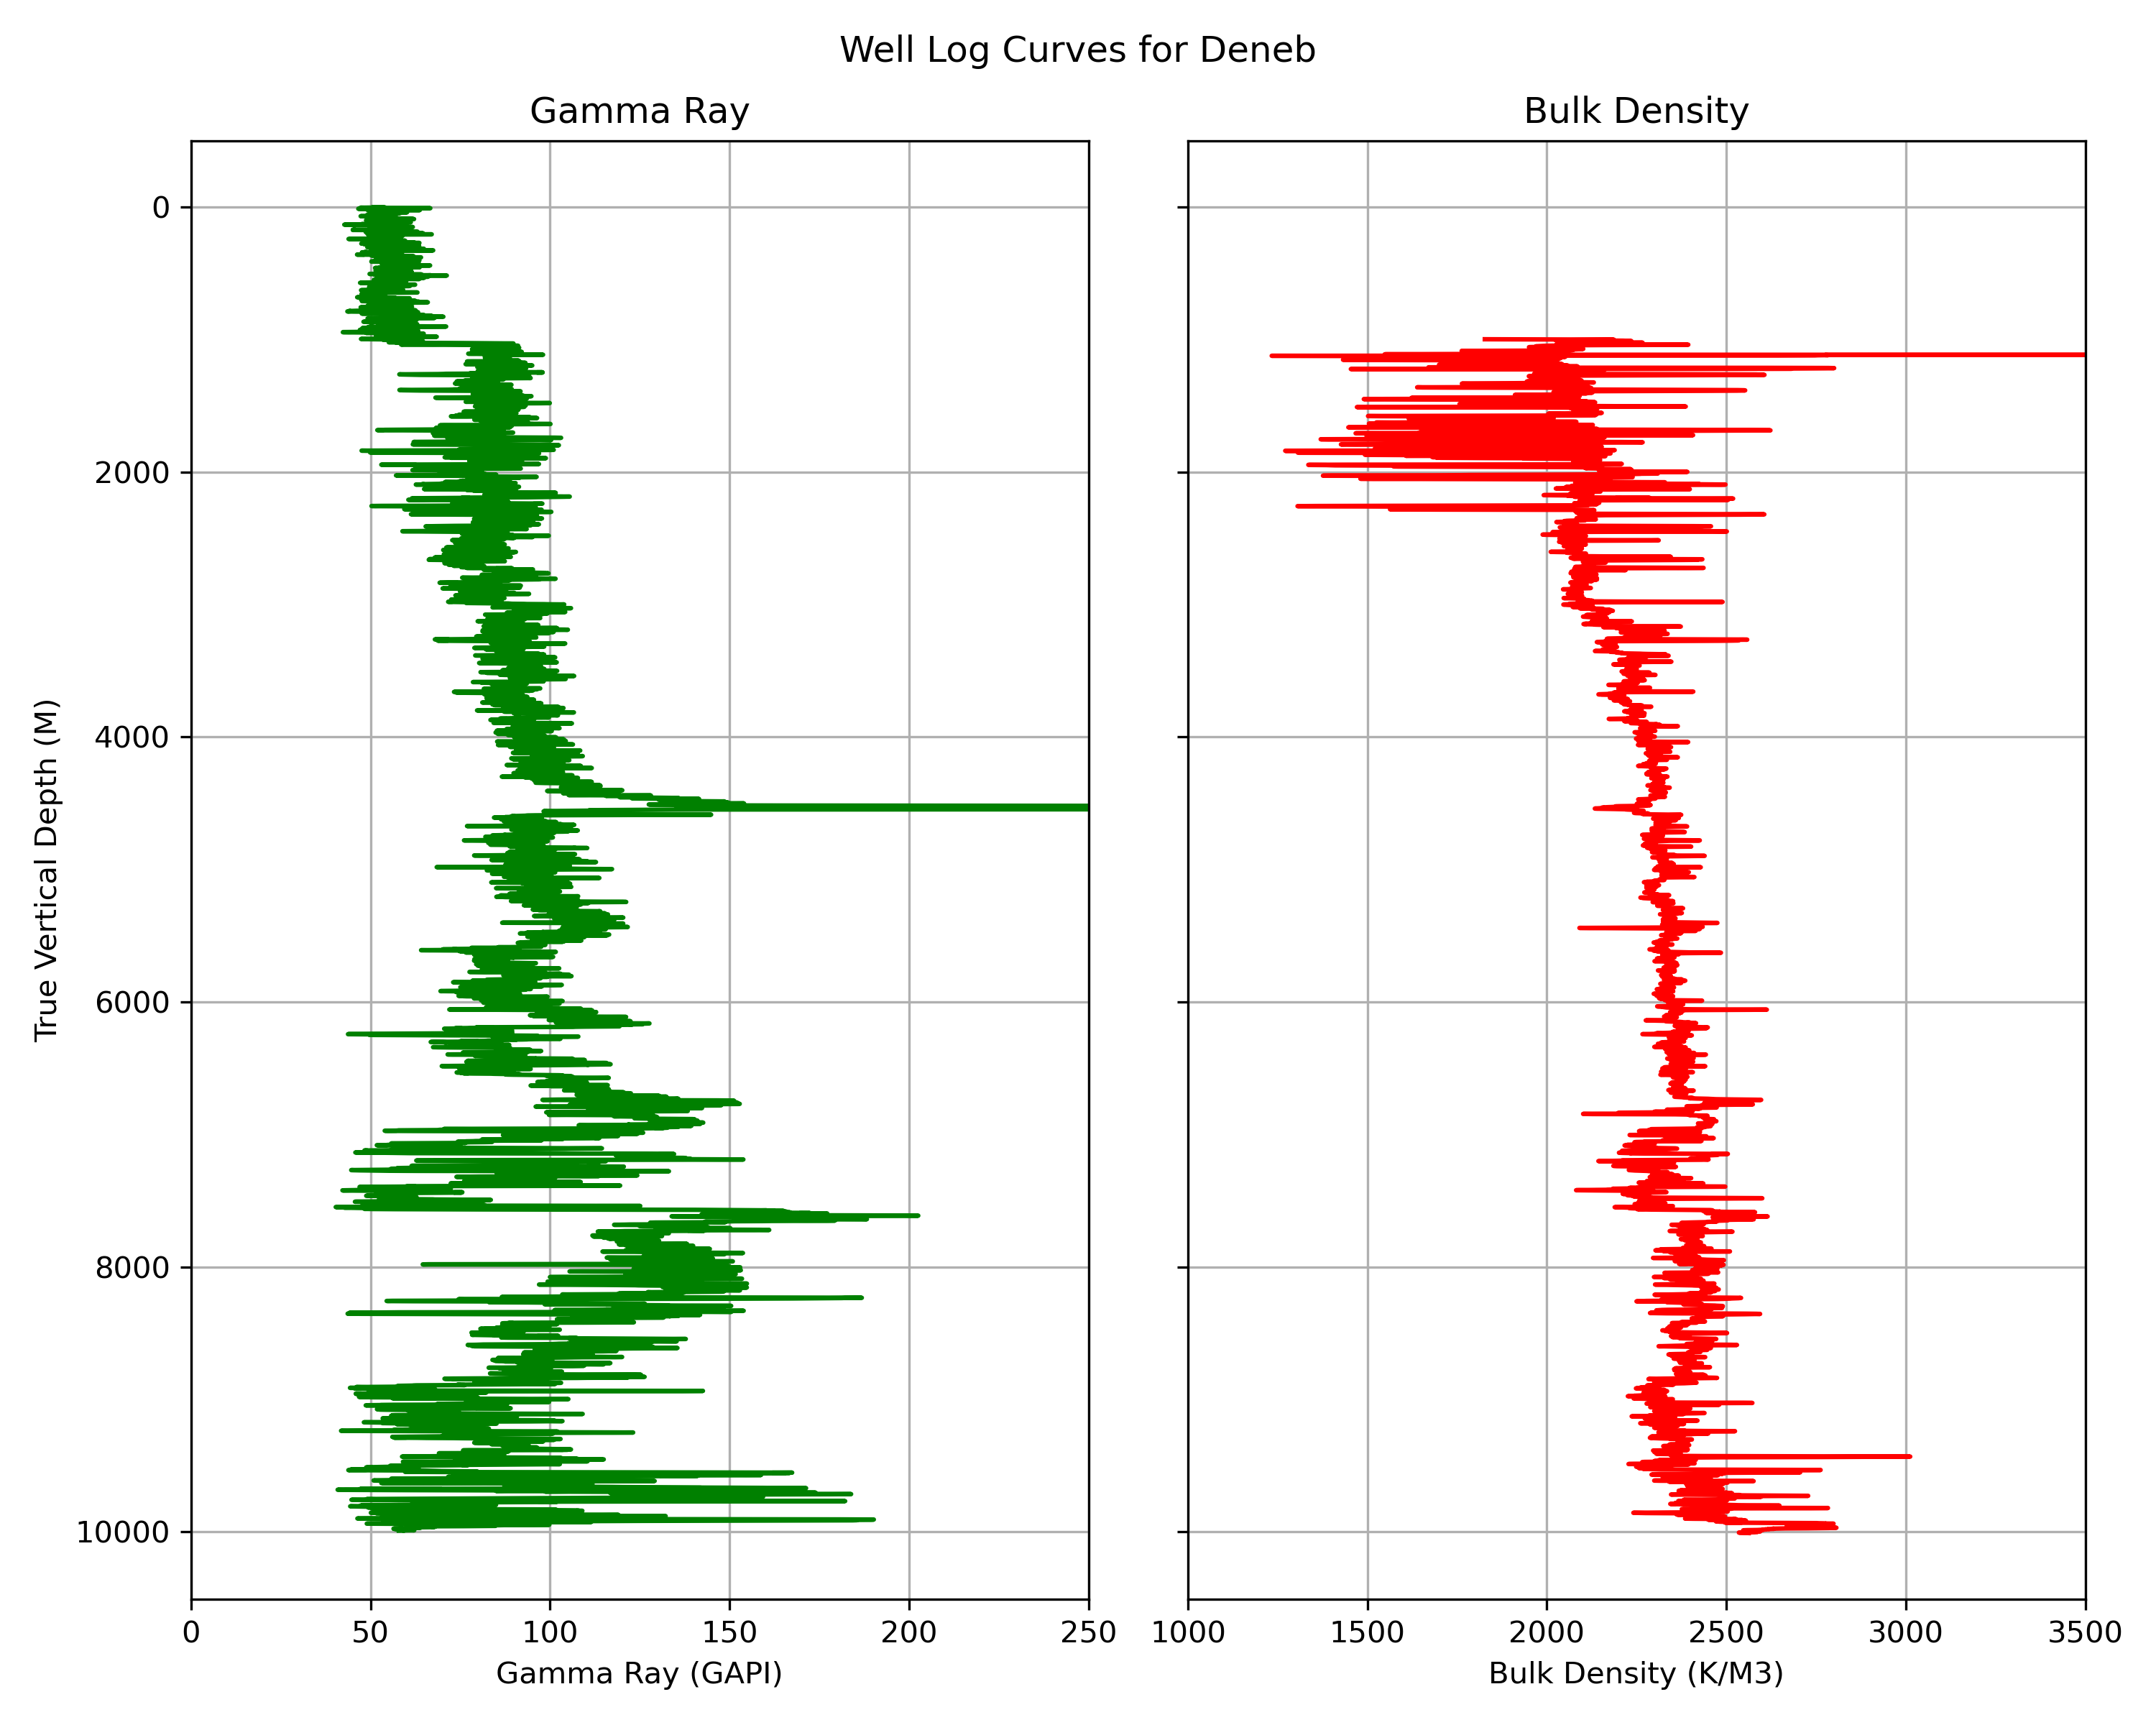 Well Log Curves for Deneb
Gamma Ray
Bulk Density
True Vertical Depth (M)
0
2000
4000
6000
8000
10000
0 50 100 150 200 250
1000 1500 2000 2500 3000 3500
Gamma Ray (GAPI)
Bulk Density (K/M3)